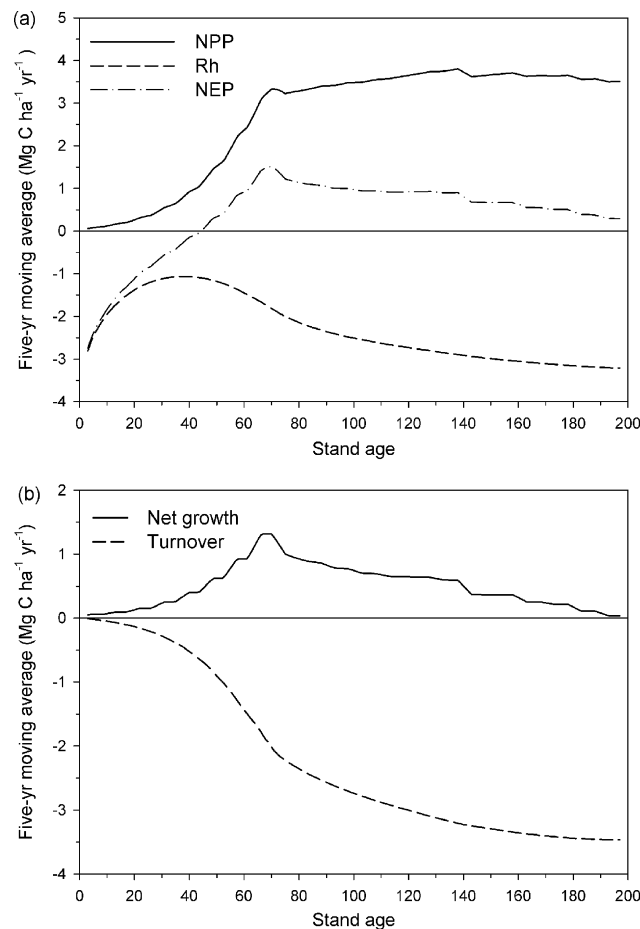 (a)
NPP
Rh
NEP
Five-yr moving average (Mg C ha⁻¹ yr⁻¹)
5
4
3
2
1
0
-1
-2
-3
-4
0 20 40 60 80 100 120 140 160 180 200
Stand age
(b)
Net growth
Turnover
Five-yr moving average (Mg C ha⁻¹ yr⁻¹)
2
1
0
-1
-2
-3
-4
0 20 40 60 80 100 120 140 160 180 200
Stand age